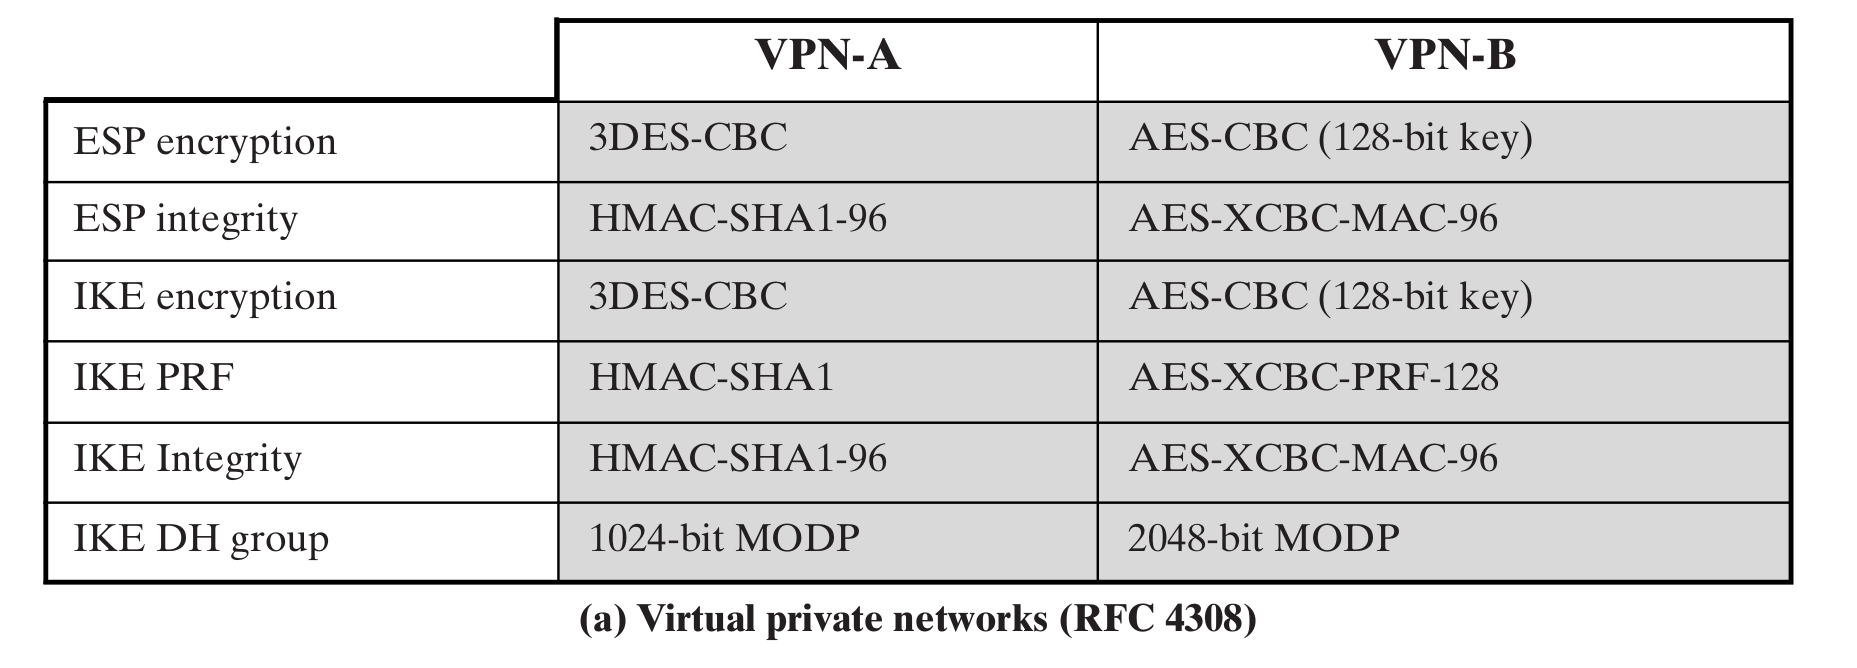 VPN-A VPN-B
ESP encryption 3DES-CBC AES-CBC (128-bit key)
ESP integrity HMAC-SHA1-96 AES-XCBC-MAC-96
IKE encryption 3DES-CBC AES-CBC (128-bit key)
IKE PRF HMAC-SHA1 AES-XCBC-PRF-128
IKE Integrity HMAC-SHA1-96 AES-XCBC-MAC-96
IKE DH group 1024-bit MODP 2048-bit MODP
(a) Virtual private networks (RFC 4308)